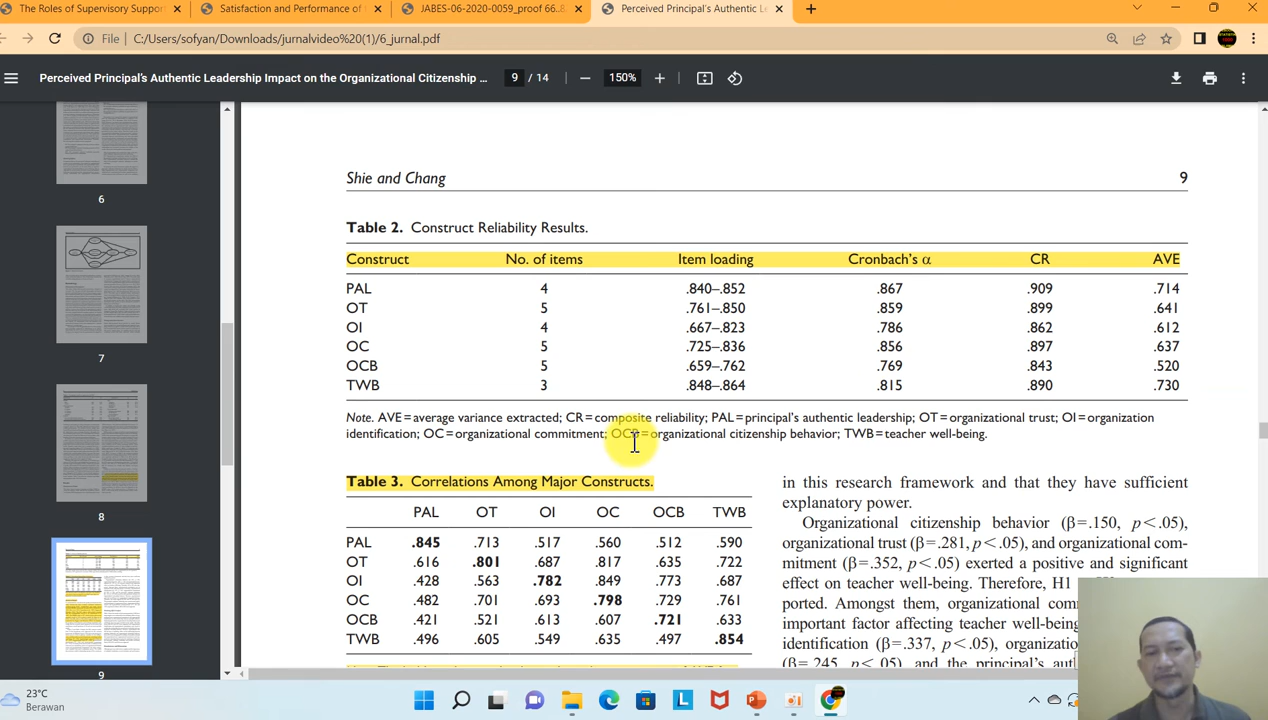 The Roles of Supervisory Suppor
Satisfaction and Performance of
JABES-06-2020-0059_proof 66..8
Perceived Principal's Authentic Le
File
C:/Users/sofyan/Downloads/jurnalvideo%20(1)/6_jurnal.pdf
Perceived Principal's Authentic Leadership Impact on the Organizational Citizenship ...
9 / 14
150%
6
7
8
9
Shie and Chang 9
Table 2. Construct Reliability Results.
Construct No. of items Item loading Cronbach's α CR AVE
PAL 4 .840–.852 .867 .909 .714
OT 5 .761–.850 .859 .899 .641
OI 4 .667–.823 .786 .862 .612
OC 5 .725–.836 .856 .897 .637
OCB 5 .659–.762 .769 .843 .520
TWB 3 .848–.864 .815 .890 .730
Note. AVE = average variance extracted; CR = composite reliability; PAL = principal's authentic leadership; OT = organizational trust; OI = organization
identification; OC = organizational commitment; OCB = organizational citizenship behavior; TWB = teacher well-being.
Table 3. Correlations Among Major Constructs.
PAL OT OI OC OCB TWB
PAL .845 .713 .517 .560 .512 .590
OT .616 .801 .687 .817 .635 .722
OI .428 .563 .782 .849 .773 .687
OC .482 .701 .693 .798 .729 .761
OCB .421 .521 .613 .607 .721 .633
TWB .496 .605 .549 .635 .497 .854
in this research framework and that they have sufficient
explanatory power.
Organizational citizenship behavior (β = .150, p < .05),
organizational trust (β = .281, p < .05), and organizational com-
mitment (β = .352, p < .05) exerted a positive and significant
effect on teacher well-being. Therefore, H1
ported. Amongst them, organizational
important factor affecting teacher well-being
identification (β = .337, p < .05),
(β = .245, p < .05), and the principal's
23°C
Berawan